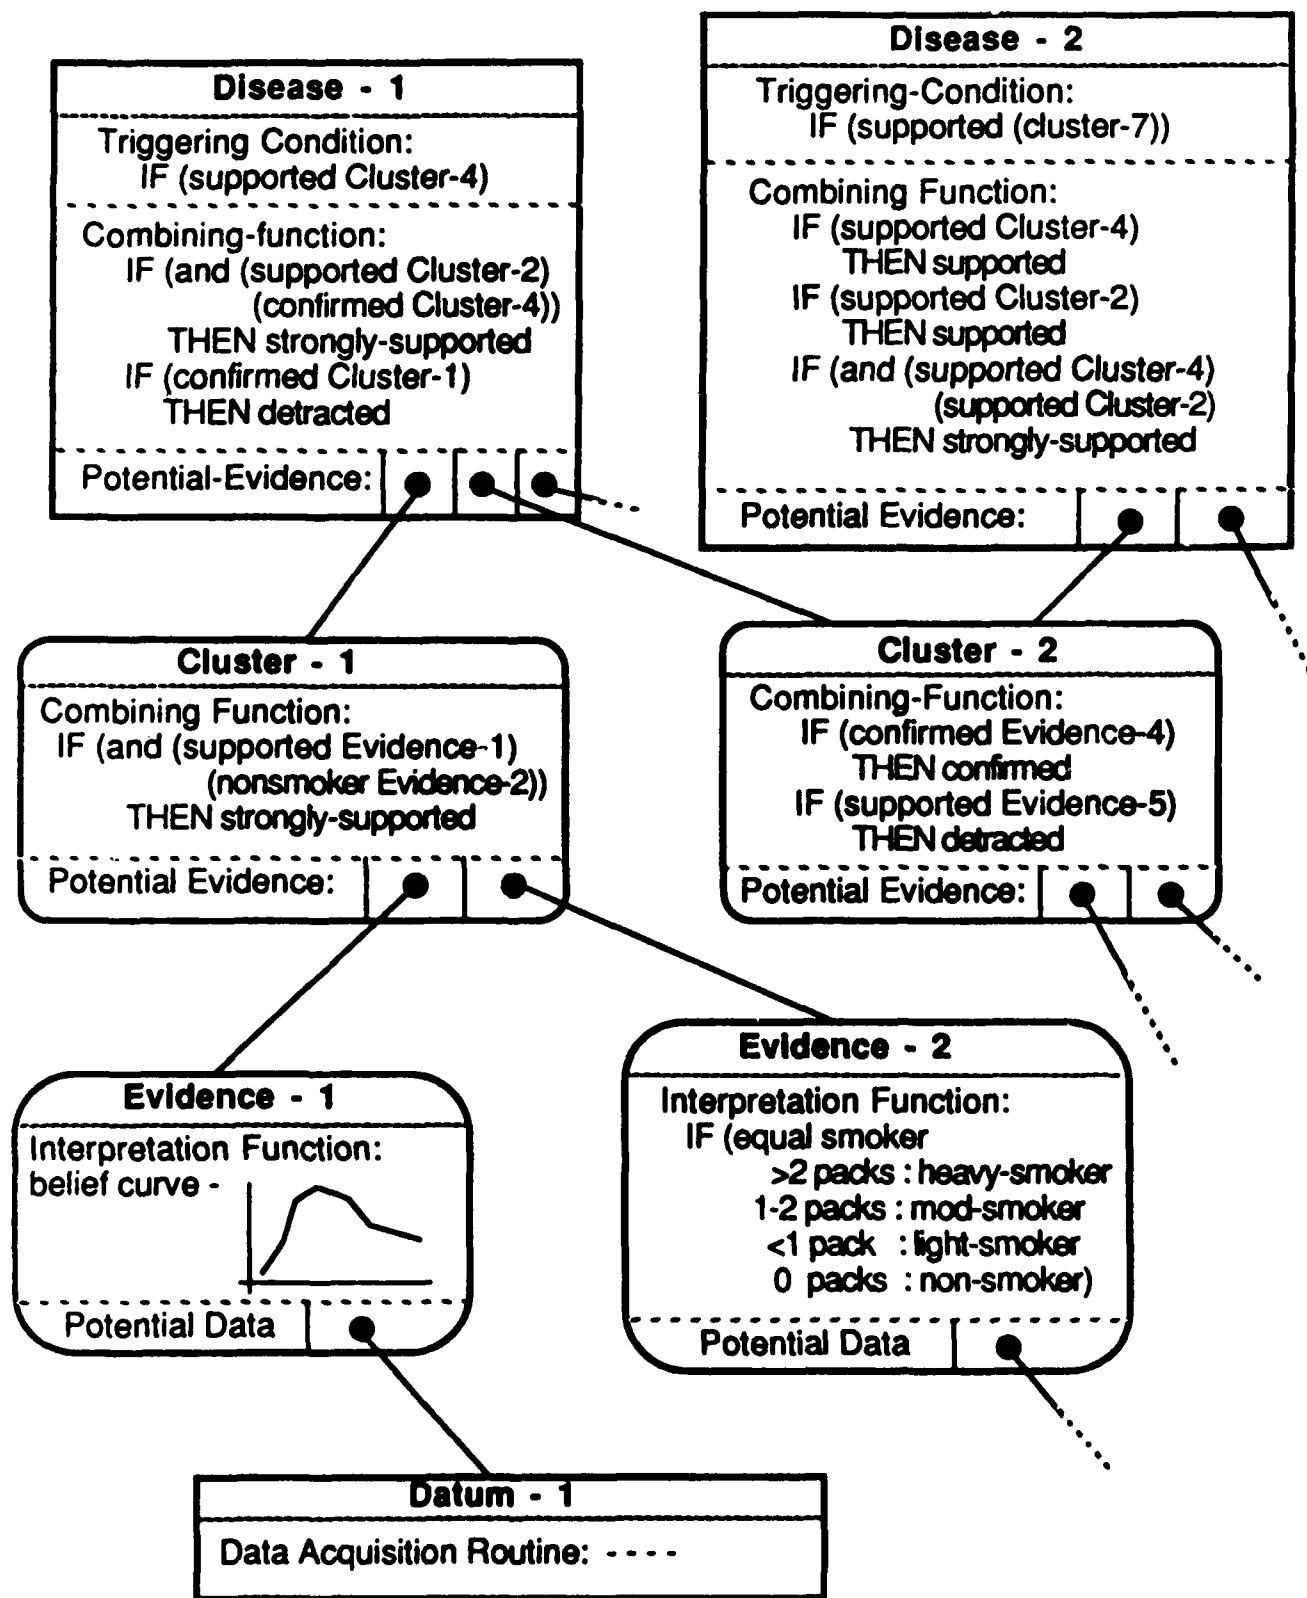 Disease - 1
Triggering Condition:
IF (supported Cluster-4)
Combining-function:
IF (and (supported Cluster-2)
(confirmed Cluster-4))
THEN strongly-supported
IF (confirmed Cluster-1)
THEN detracted
Potential-Evidence:
Disease - 2
Triggering-Condition:
IF (supported (cluster-7))
Combining Function:
IF (supported Cluster-4)
THEN supported
IF (supported Cluster-2)
THEN supported
IF (and (supported Cluster-4)
(supported Cluster-2)
THEN strongly-supported
Potential Evidence:
Cluster - 1
Combining Function:
IF (and (supported Evidence-1)
(nonsmoker Evidence-2))
THEN strongly-supported
Potential Evidence:
Cluster - 2
Combining-Function:
IF (confirmed Evidence-4)
THEN confirmed
IF (supported Evidence-5)
THEN detracted
Potential Evidence:
Evidence - 1
Interpretation Function:
belief curve -
Potential Data
Evidence - 2
Interpretation Function:
IF (equal smoker
>2 packs : heavy-smoker
1-2 packs : mod-smoker
<1 pack : light-smoker
0 packs : non-smoker)
Potential Data
Datum - 1
Data Acquisition Routine: - - - -